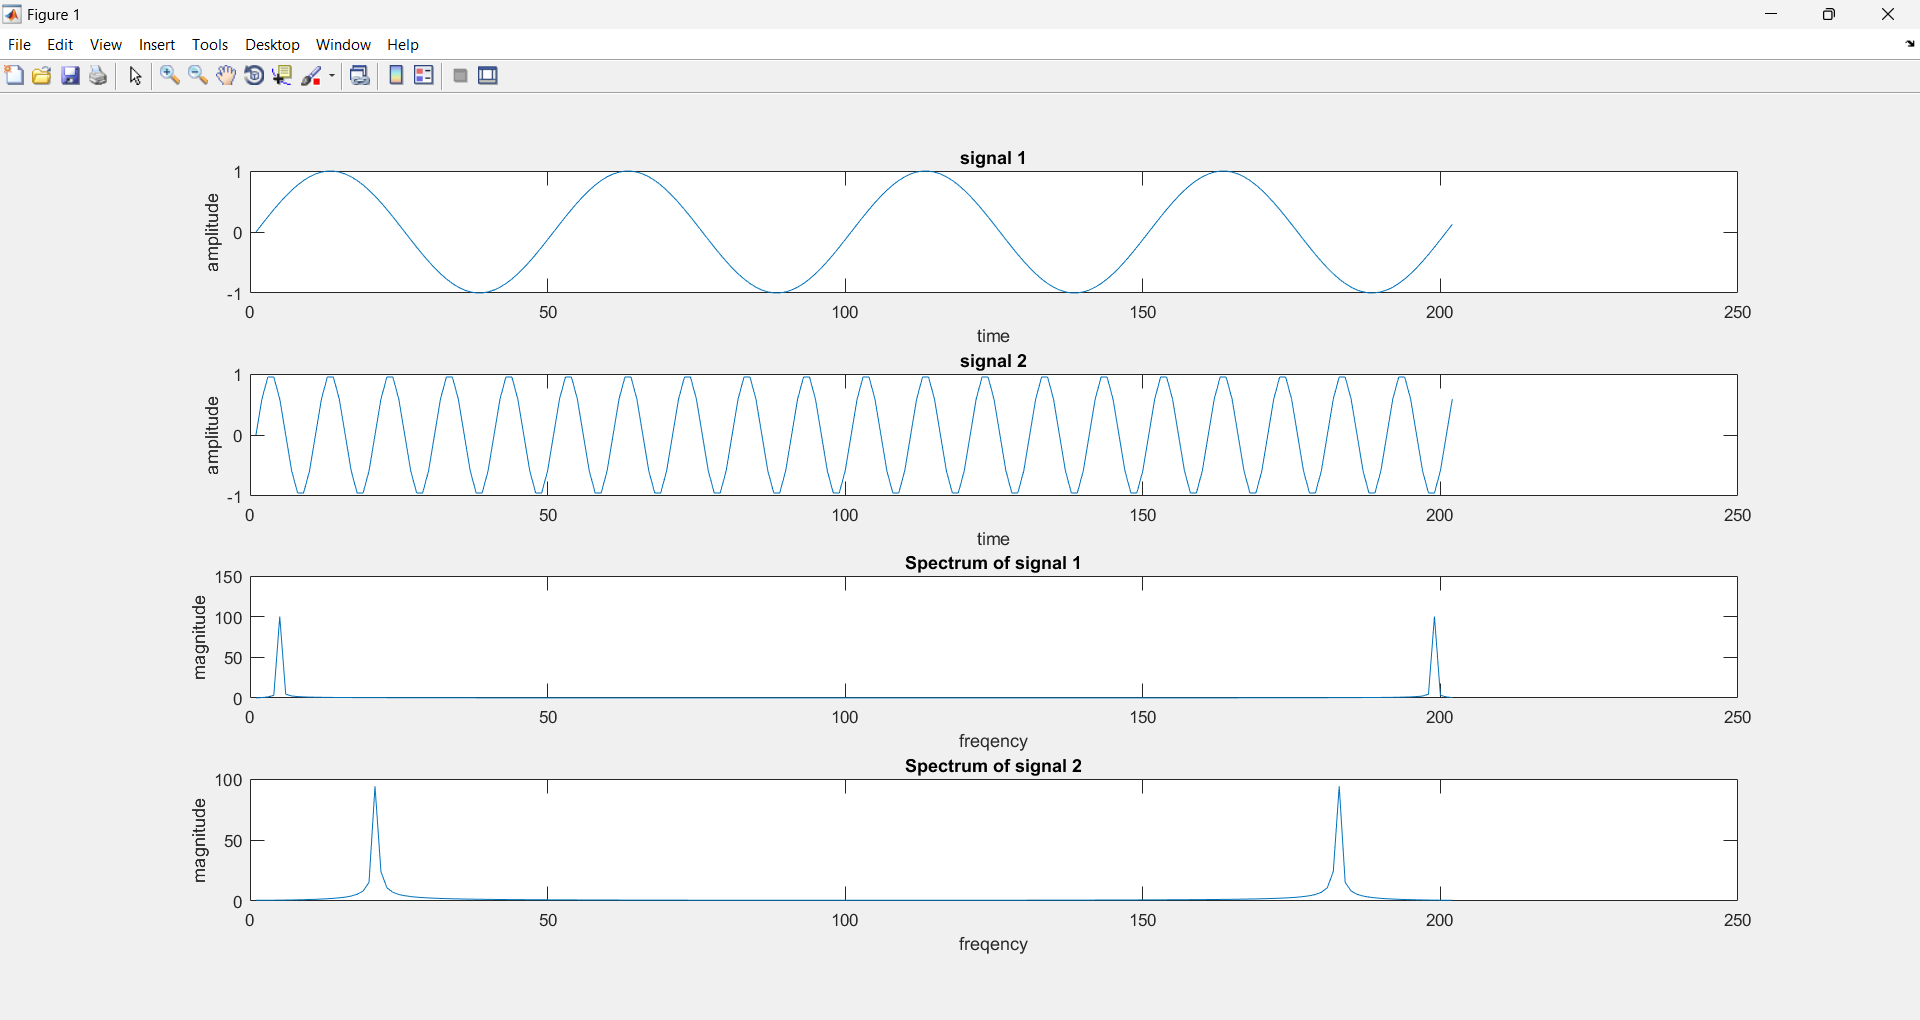 Figure 1
File Edit View Insert Tools Desktop Window Help
signal 1
amplitude
1
0
-1
0 50 100 150 200 250
time
signal 2
amplitude
1
0
-1
0 50 100 150 200 250
time
Spectrum of signal 1
magnitude
150
100
50
0
0 50 100 150 200 250
freqency
Spectrum of signal 2
magnitude
100
50
0
0 50 100 150 200 250
freqency